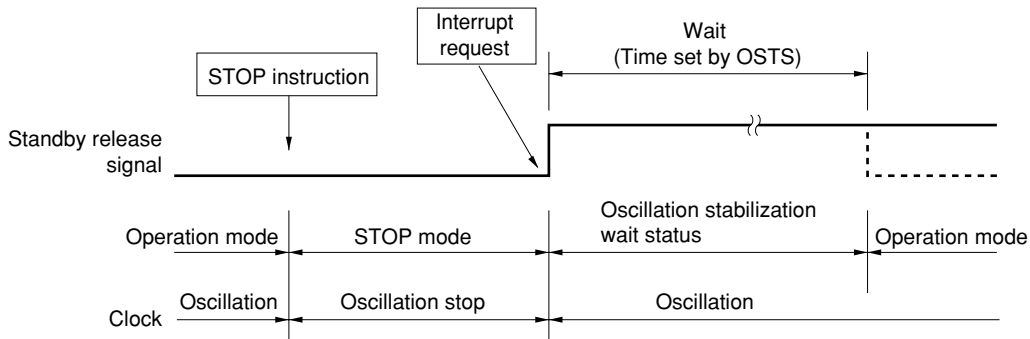 Interrupt
request
Wait
(Time set by OSTS)
STOP instruction
Standby release
signal
Operation mode
STOP mode
Oscillation stabilization
wait status
Operation mode
Clock
Oscillation
Oscillation stop
Oscillation